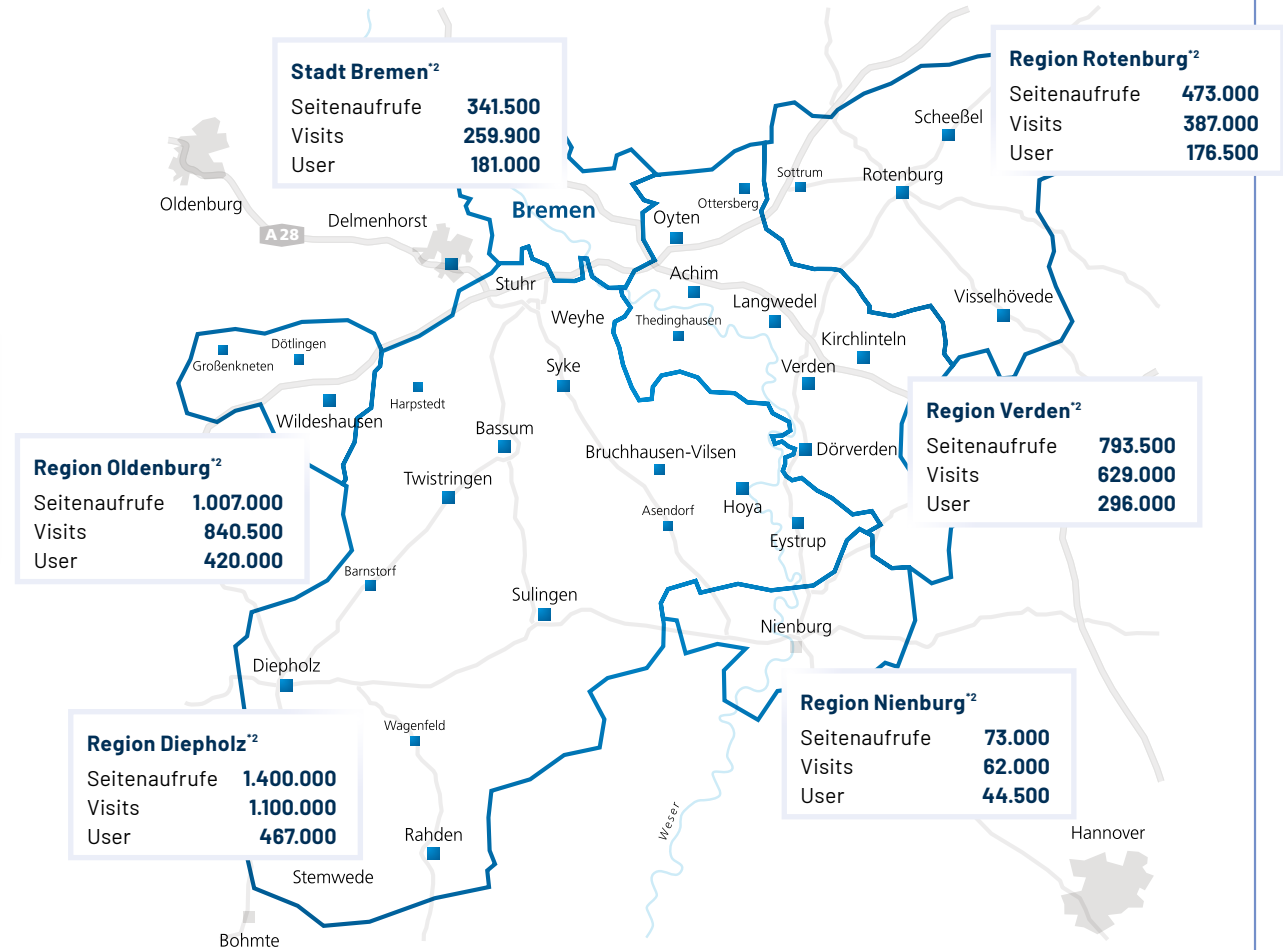 Stadt Bremen*2
Seitenaufrufe 341.500
Visits 259.900
User 181.000
Region Rotenburg*2
Seitenaufrufe 473.000
Visits 387.000
User 176.500
Scheeßel
Sottrum
Rotenburg
Ottersberg
Oldenburg
Bremen
Delmenhorst
Oyten
A 28
Achim
Stuhr
Langwedel
Visselhövede
Weyhe
Thedinghausen
Kirchlinteln
Dötlingen
Großenkneten
Syke
Verden
Harpstedt
Wildeshausen
Region Verden*2
Seitenaufrufe 793.500
Visits 629.000
User 296.000
Bassum
Bruchhausen-Vilsen
Dörverden
Region Oldenburg*2
Seitenaufrufe 1.007.000
Visits 840.500
User 420.000
Twistringen
Hoya
Asendorf
Eystrup
Barnstorf
Sulingen
Nienburg
Diepholz
Region Nienburg*2
Seitenaufrufe 73.000
Visits 62.000
User 44.500
Wagenfeld
Region Diepholz*2
Seitenaufrufe 1.400.000
Visits 1.100.000
User 467.000
Weser
Rahden
Hannover
Stemwede
Bohmte